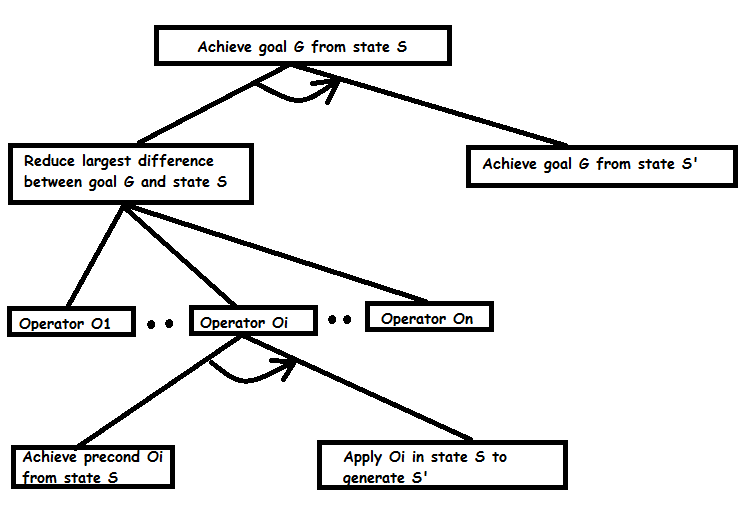 Achieve goal G from state S
Reduce largest difference
between goal G and state S
Achieve goal G from state S'
Operator O1
Operator Oi
Operator On
Achieve precond Oi
from state S
Apply Oi in state S to
generate S'